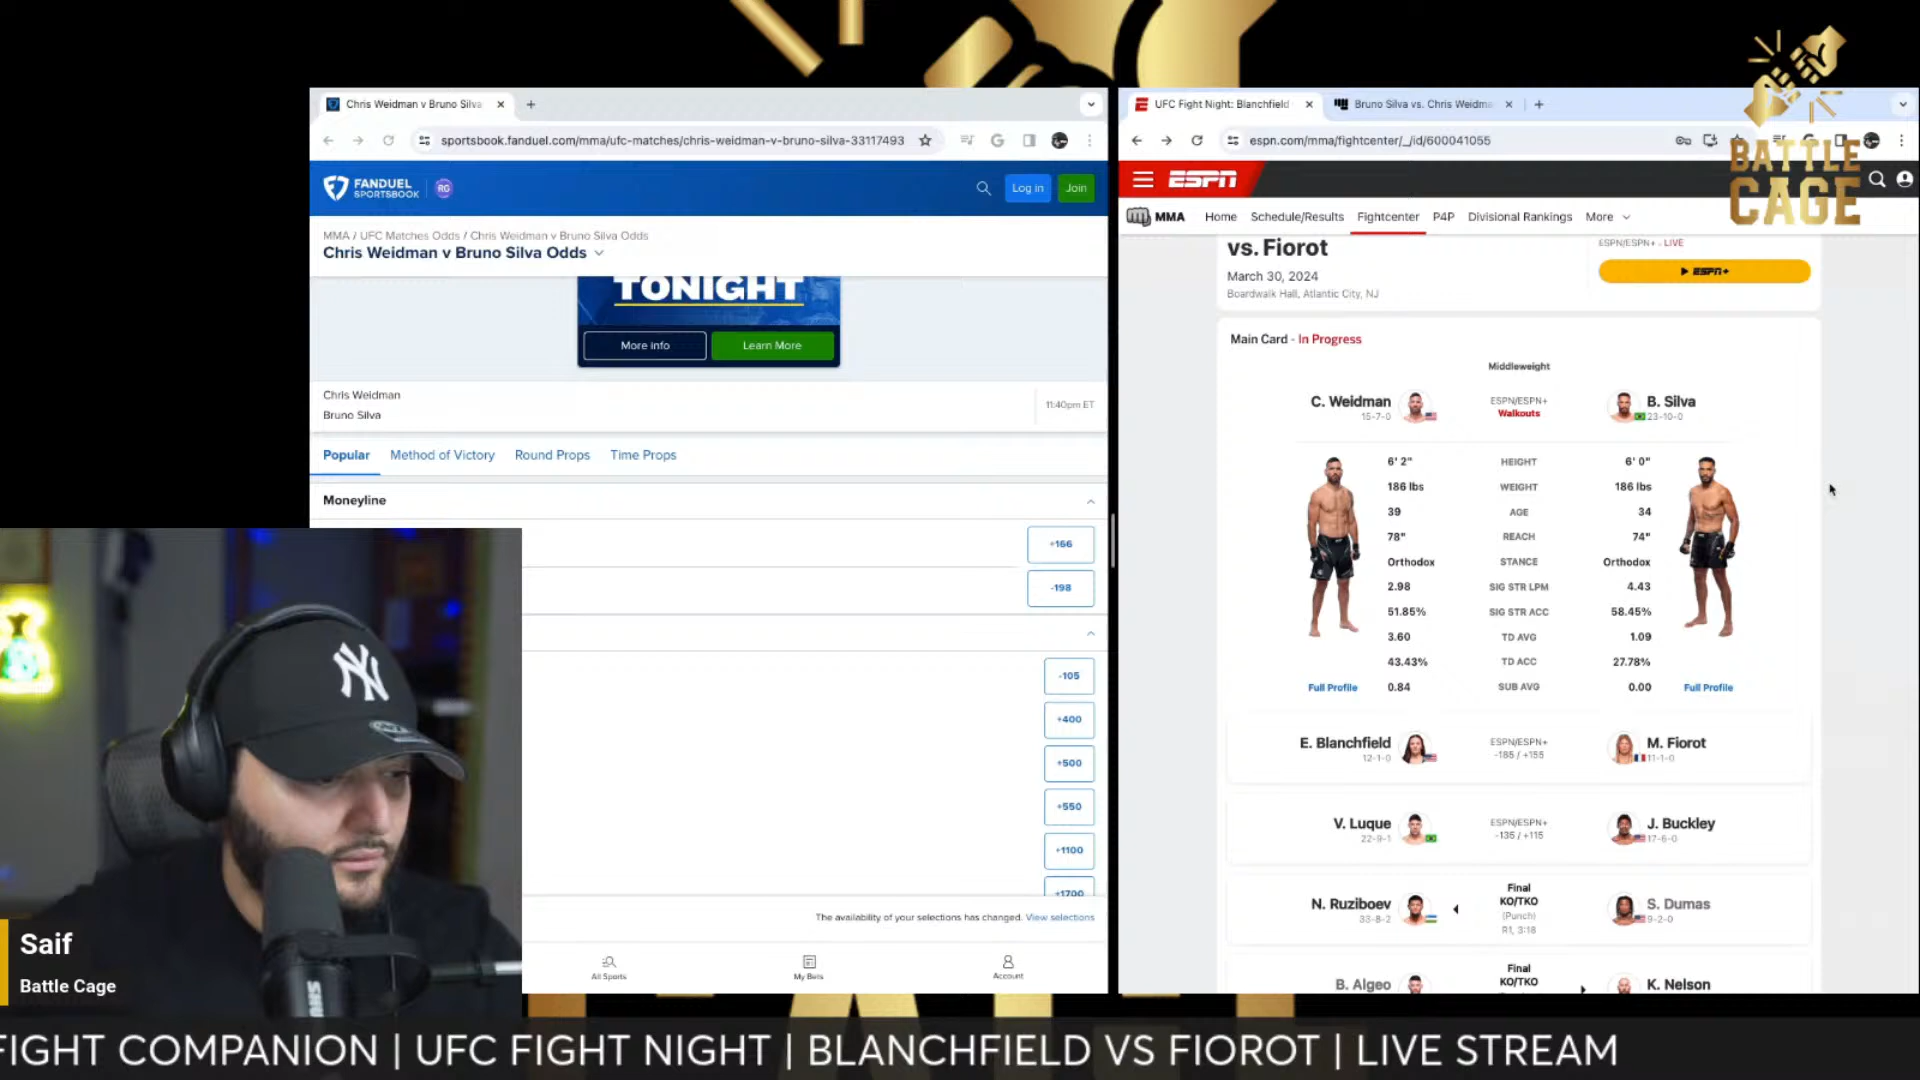 Chris Weidman v Bruno Silva
sportsbook.fanduel.com/mma/ufc-matches/chris-weidman-v-bruno-silva-33117493
FANDUEL
SPORTSBOOK
RG
Log in
Join
MMA / UFC Matches Odds / Chris Weidman v Bruno Silva Odds
Chris Weidman v Bruno Silva Odds
TONIGHT
More info
Learn More
Chris Weidman
Bruno Silva
11:40pm ET
Popular
Method of Victory
Round Props
Time Props
Moneyline
+166
-198
-105
+400
+500
+550
+1100
+1700
The availability of your selections has changed. View selections
All Sports
My Bets
Account
UFC Fight Night: Blanchfield
Bruno Silva vs. Chris Weidma
espn.com/mma/fightcenter/_/id/600041055
BATTLE
CAGE
ESPN
MMA
Home
Schedule/Results
Fightcenter
P4P
Divisional Rankings
More
vs. Fiorot
March 30, 2024
Boardwalk Hall, Atlantic City, NJ
ESPN/ESPN+ - LIVE
ESPN+
Main Card - In Progress
Middleweight
C. Weidman
15-7-0
ESPN/ESPN+
Walkouts
B. Silva
23-10-0
6' 2" HEIGHT 6' 0"
186 lbs WEIGHT 186 lbs
39 AGE 34
78" REACH 74"
Orthodox STANCE Orthodox
2.98 SIG STR LPM 4.43
51.85% SIG STR ACC 58.45%
3.60 TD AVG 1.09
43.43% TD ACC 27.78%
Full Profile 0.84 SUB AVG 0.00 Full Profile
E. Blanchfield
12-1-0
ESPN/ESPN+
-185 / +155
M. Fiorot
11-1-0
V. Luque
22-9-1
ESPN/ESPN+
-135 / +115
J. Buckley
17-6-0
N. Ruziboev
33-8-2
Final
KO/TKO
(Punch)
R1, 3:18
S. Dumas
9-2-0
B. Algeo
Final
KO/TKO
K. Nelson
NY
SHURE
Saif
Battle Cage
FIGHT COMPANION | UFC FIGHT NIGHT | BLANCHFIELD VS FIOROT | LIVE STREAM